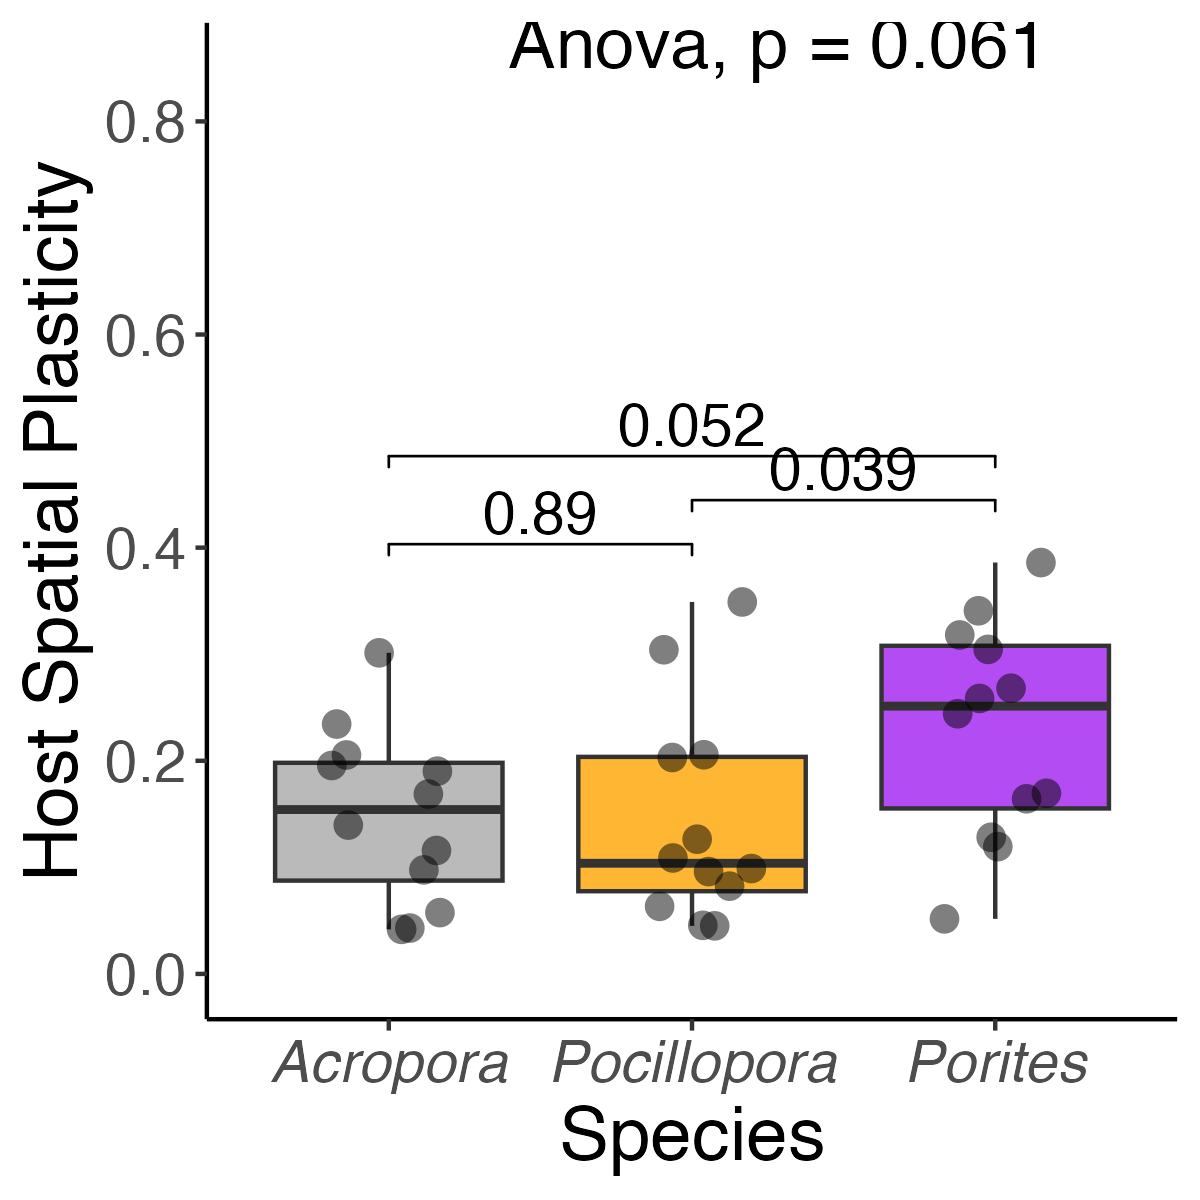 Anova, p = 0.061
Host Spatial Plasticity
0.8
0.6
0.4
0.2
0.0
0.052
0.039
0.89
Acropora
Pocillopora
Porites
Species